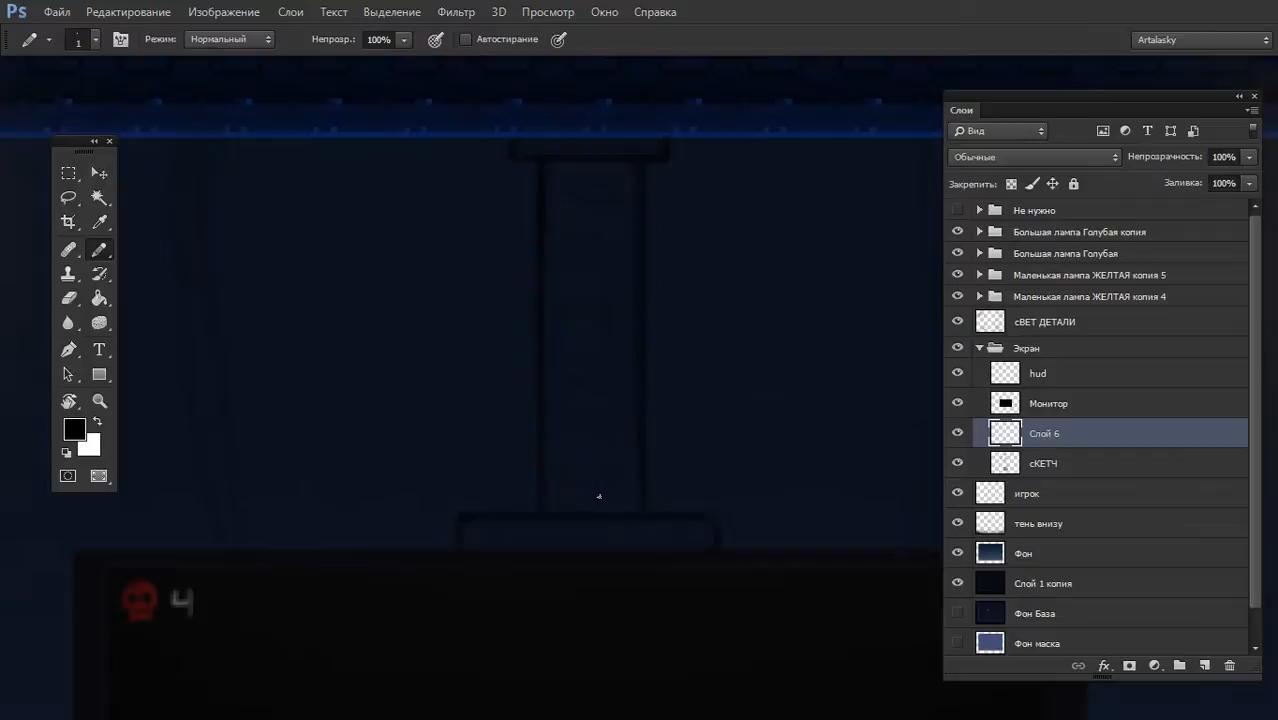 Ps Файл Редактирование Изображение Слои Текст Выделение Фильтр 3D Просмотр Окно Справка
1 Режим: Нормальный Непрозр.: 100% Автостирание Artalasky
Слои
Вид T
Обычные Непрозрачность: 100%
Закрепить: Заливка: 100%
Не нужно
Большая лампа Голубая копия
Большая лампа Голубая
Маленькая лампа ЖЕЛТАЯ копия 5
Маленькая лампа ЖЕЛТАЯ копия 4
сВЕТ ДЕТАЛИ
Экран
hud
Монитор
Слой 6
сКЕТЧ
игрок
тень внизу
Фон
Слой 1 копия
Фон База
Фон маска
fx
T
4